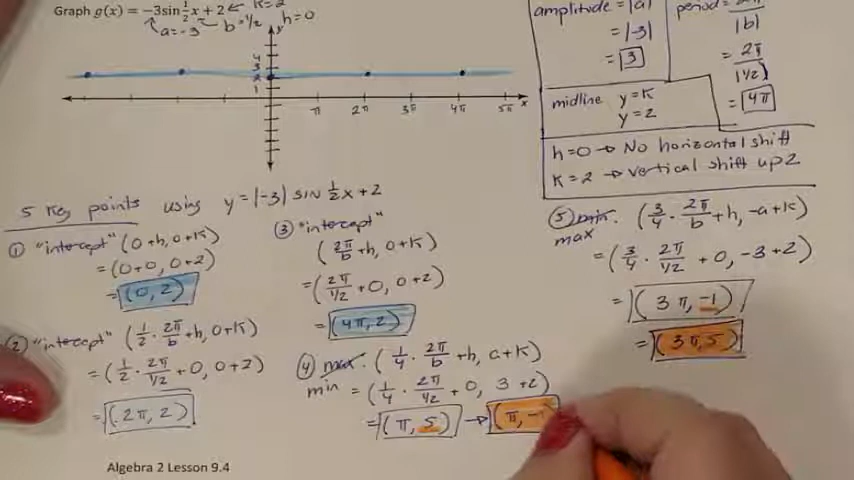 Graph g(x) = -3sin 1/2 x + 2 ← k=2
a=-3 b=1/2 h=0
y
4
3
2
1
π 2π 3π 4π 5π x
amplitude = |a|
= |-3|
= 3
period =
|b|
= 2π/|1/2|
= 4π
midline y=k
y=2
h=0 → No horizontal shift
k=2 → vertical shift up 2
5 key points using y=|-3| sin 1/2 x+2
① "intercept" (0+h, 0+k)
= (0+0, 0+2)
= (0, 2)
② "intercept" (1/2 · 2π/b + h, 0+k)
= (1/2 · 2π/1/2 + 0, 0+2)
= (2π, 2)
③ "intercept"
(2π/b + h, 0+k)
= (2π/1/2 + 0, 0+2)
= (4π, 2)
④ max. (1/4 · 2π/b + h, a+k)
min = (1/4 · 2π/1/2 + 0, 3+2)
= (π, 5) → (π, -1
⑤ min. (3/4 · 2π/b + h, -a+k)
max
= (3/4 · 2π/1/2 + 0, -3+2)
= (3π, -1)
= (3π, 5)
Algebra 2 Lesson 9.4